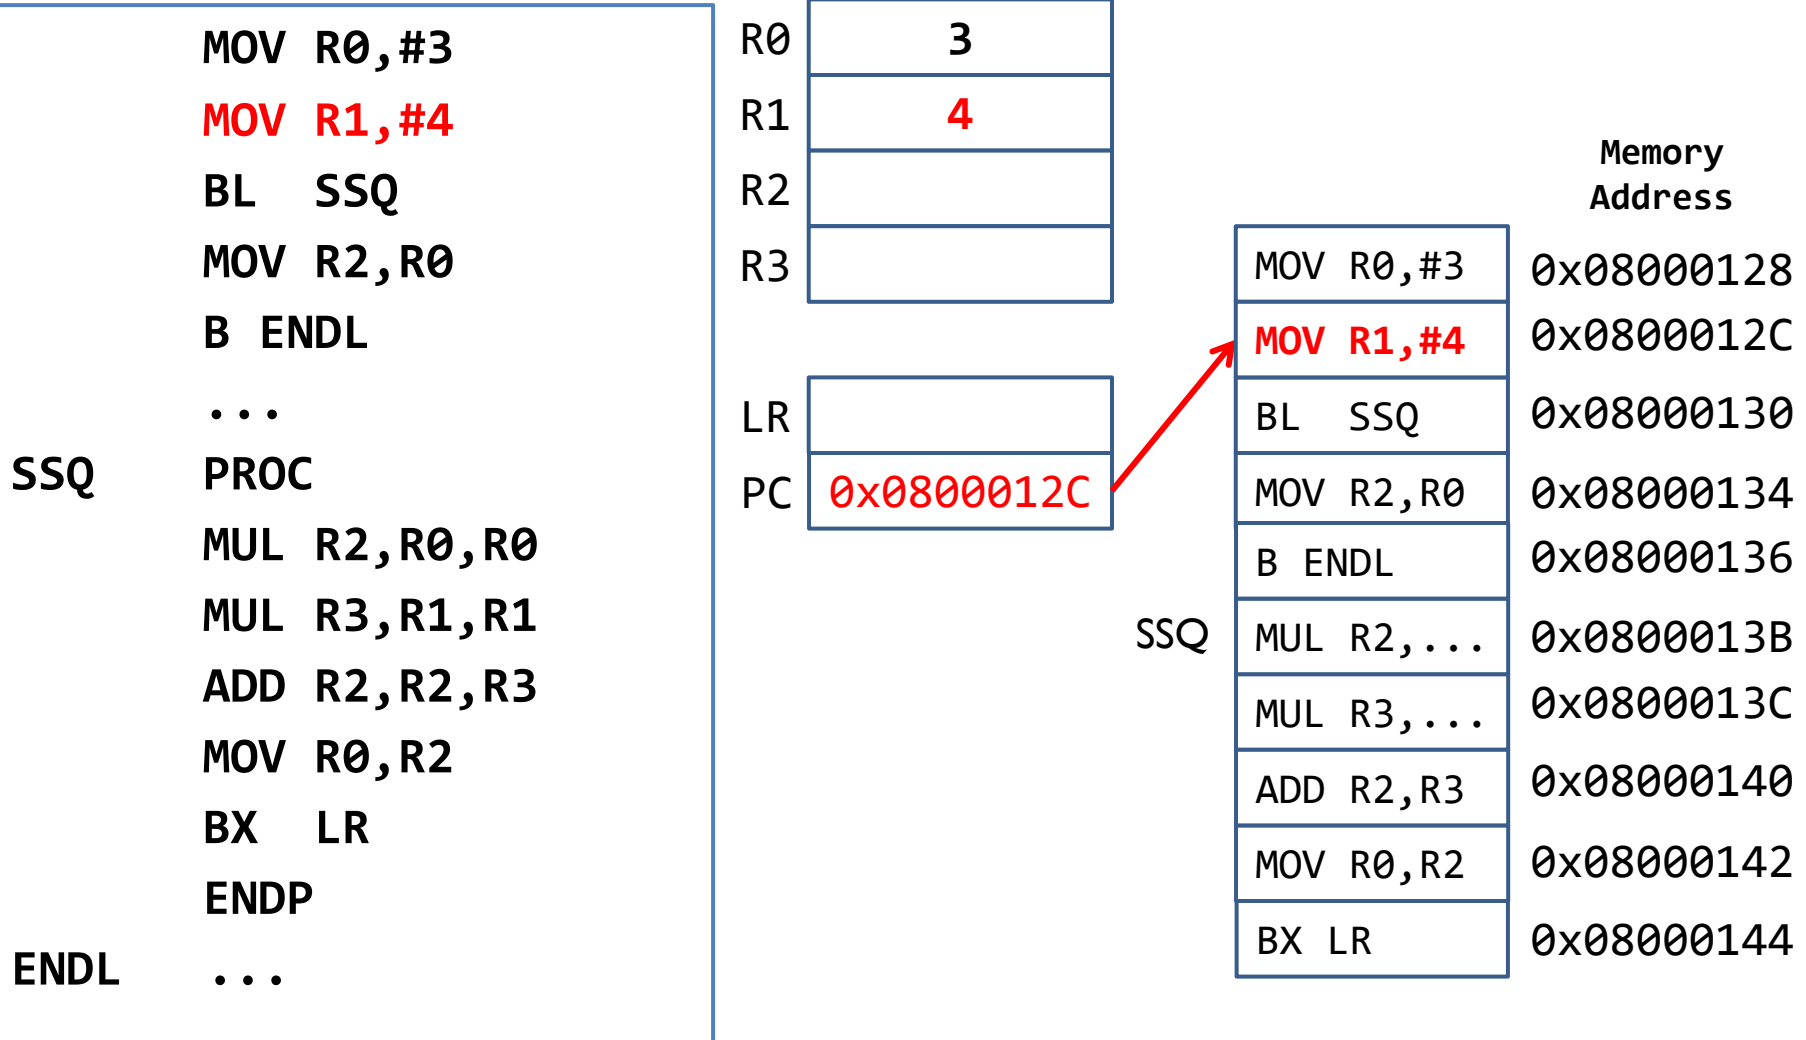 MOV R0,#3
MOV R1,#4
BL  SSQ
MOV R2,R0
B ENDL
...
SSQ PROC
MUL R2,R0,R0
MUL R3,R1,R1
ADD R2,R2,R3
MOV R0,R2
BX  LR
ENDP
ENDL ...
R0 3
R1 4
R2
R3
LR
PC 0x0800012C
Memory
Address
MOV R0,#3 0x08000128
MOV R1,#4 0x0800012C
BL  SSQ 0x08000130
MOV R2,R0 0x08000134
B ENDL 0x08000136
SSQ MUL R2,... 0x0800013B
MUL R3,... 0x0800013C
ADD R2,R3 0x08000140
MOV R0,R2 0x08000142
BX LR 0x08000144